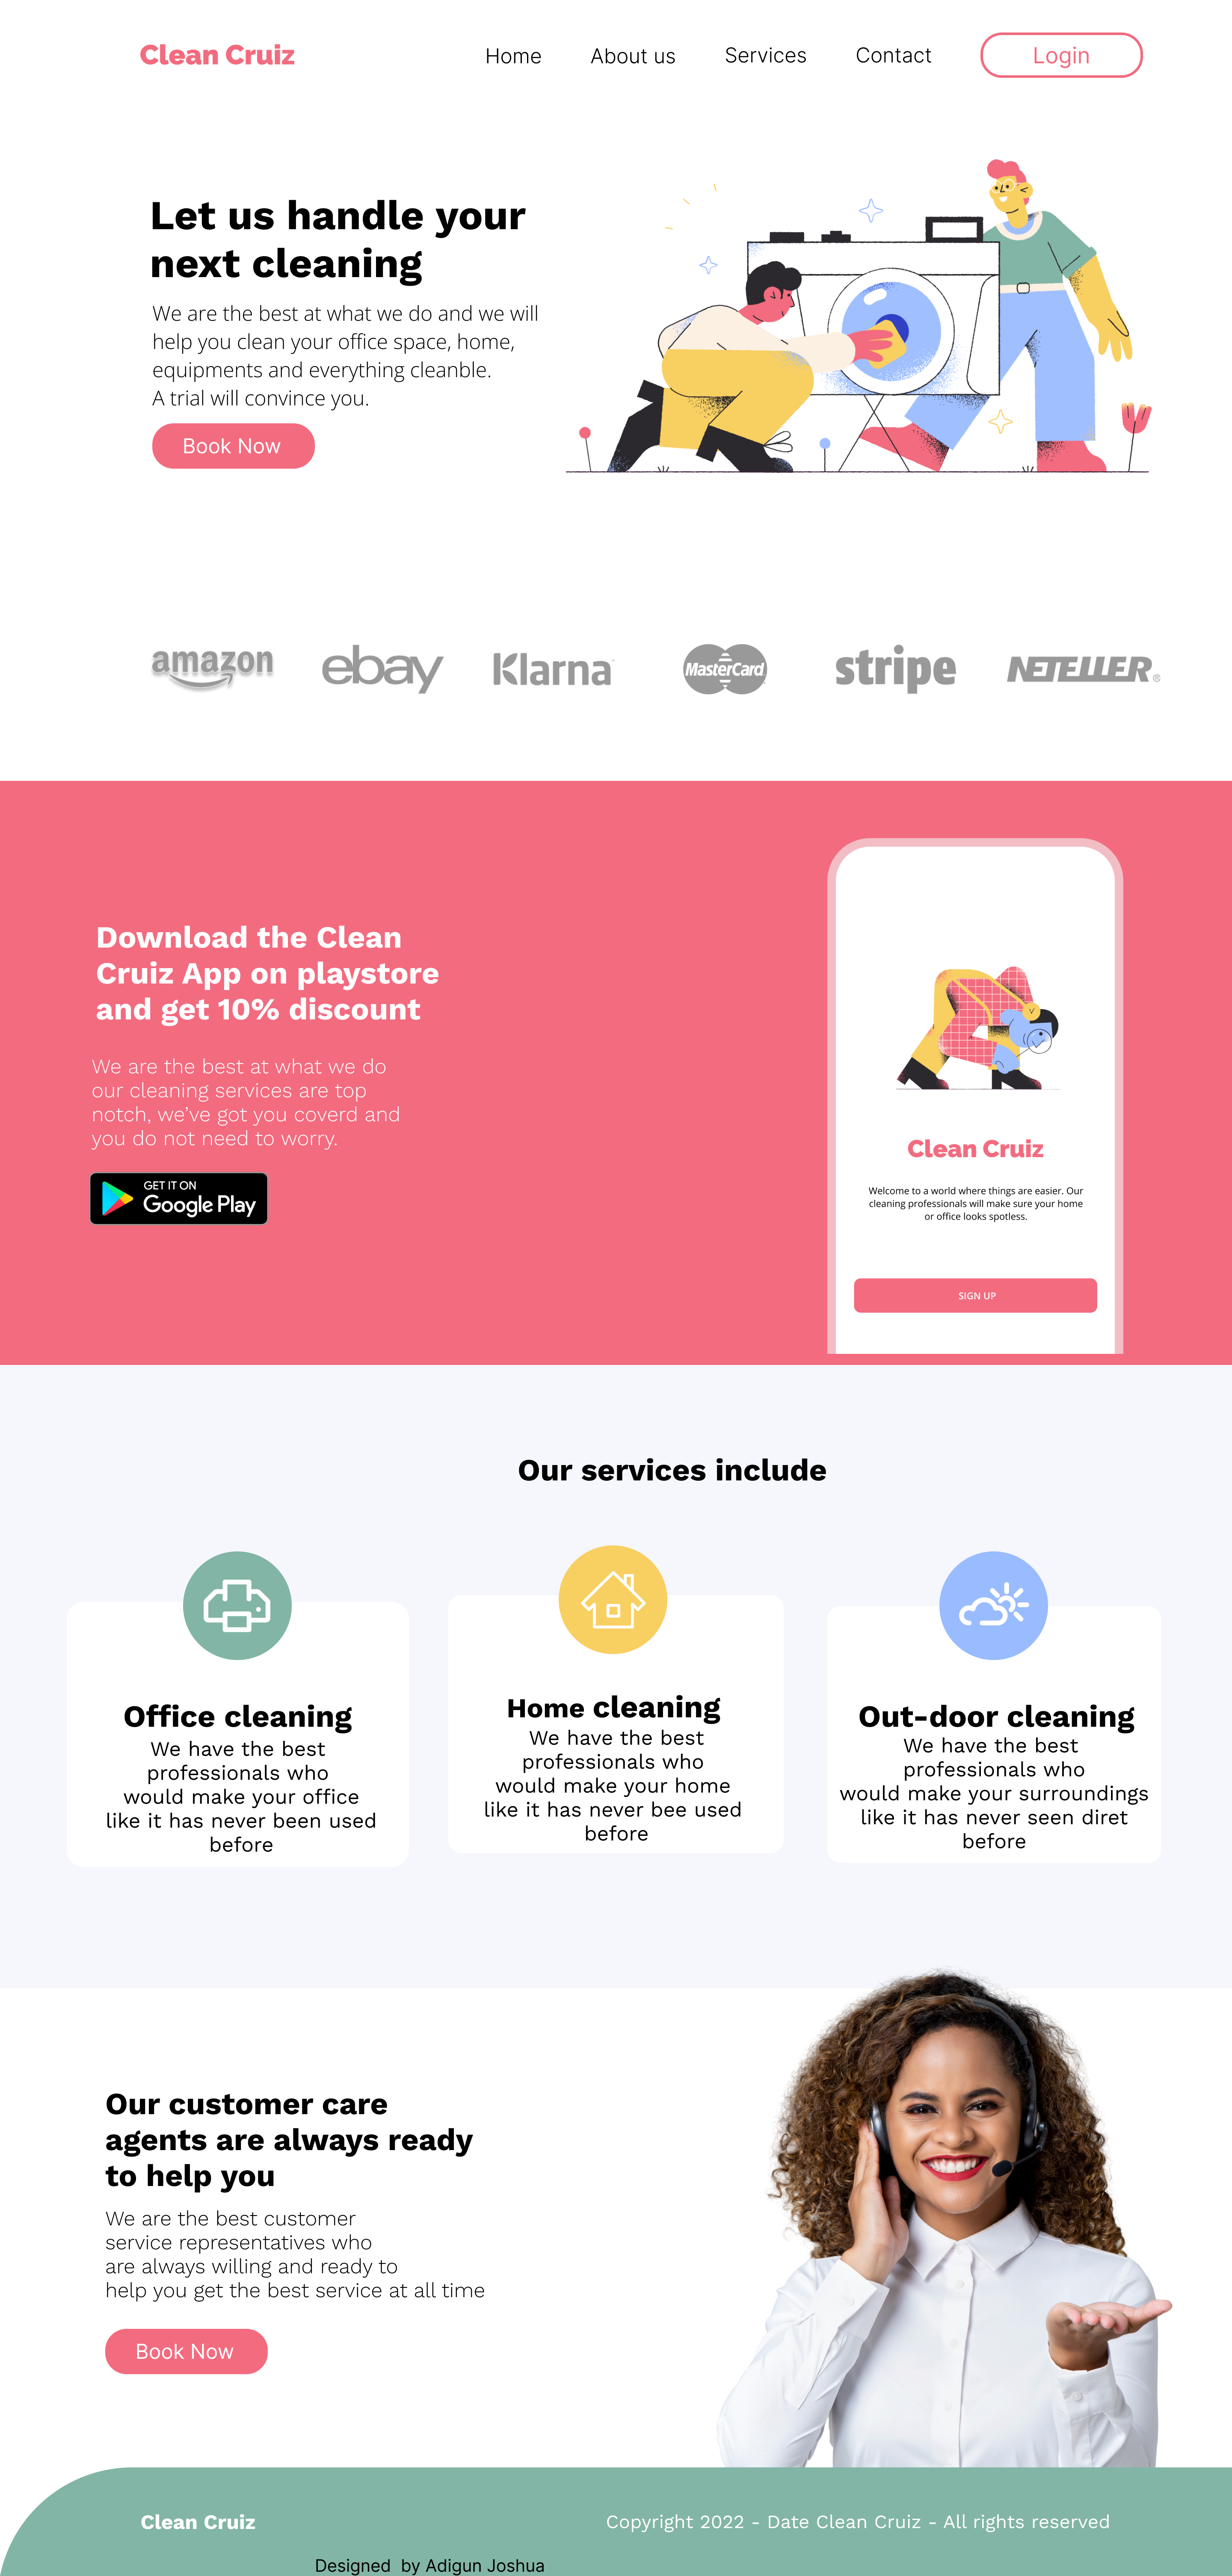 Clean Cruiz
Home About us Services Contact Login
Let us handle your
next cleaning
We are the best at what we do and we will
help you clean your office space, home,
equipments and everything cleanble.
A trial will convince you.
Book Now
amazon ebay Klarna MasterCard stripe NETELLER®
Download the Clean
Cruiz App on playstore
and get 10% discount
We are the best at what we do
our cleaning services are top
notch, we’ve got you coverd and
you do not need to worry.
GET IT ON
Google Play
Clean Cruiz
Welcome to a world where things are easier. Our
cleaning professionals will make sure your home
or office looks spotless.
SIGN UP
Our services include
Office cleaning
We have the best
professionals who
would make your office
like it has never been used
before
Home cleaning
We have the best
professionals who
would make your home
like it has never bee used
before
Out-door cleaning
We have the best
professionals who
would make your surroundings
like it has never seen diret
before
Our customer care
agents are always ready
to help you
We are the best customer
service representatives who
are always willing and ready to
help you get the best service at all time
Book Now
Clean Cruiz
Copyright 2022 - Date Clean Cruiz - All rights reserved
Designed  by Adigun Joshua